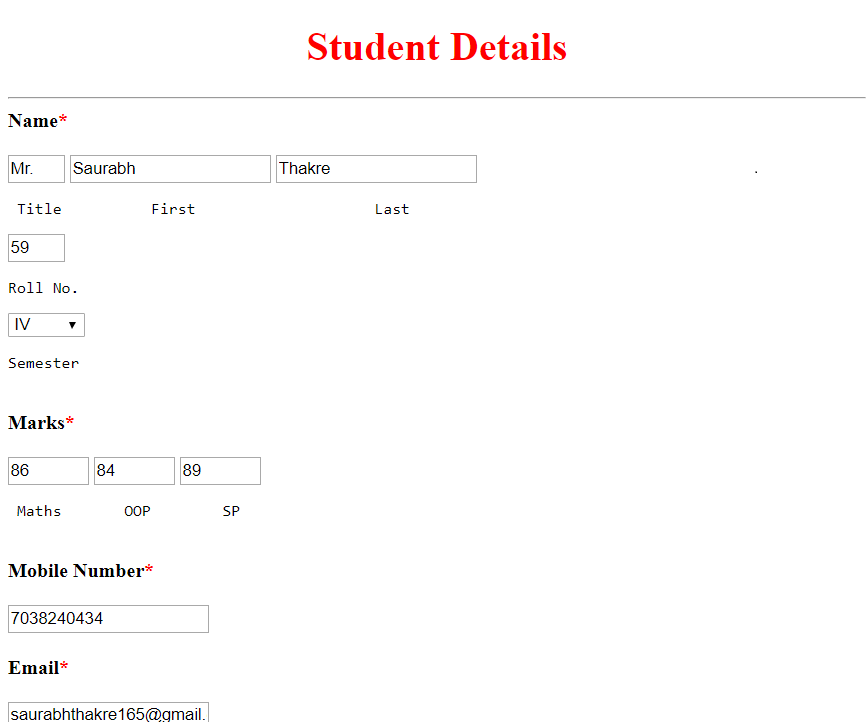 Student Details
Name*
Mr. Saurabh Thakre .
Title First Last
59
Roll No.
IV
Semester
Marks*
86 84 89
Maths OOP SP
Mobile Number*
7038240434
Email*
saurabhthakre165@gmail.